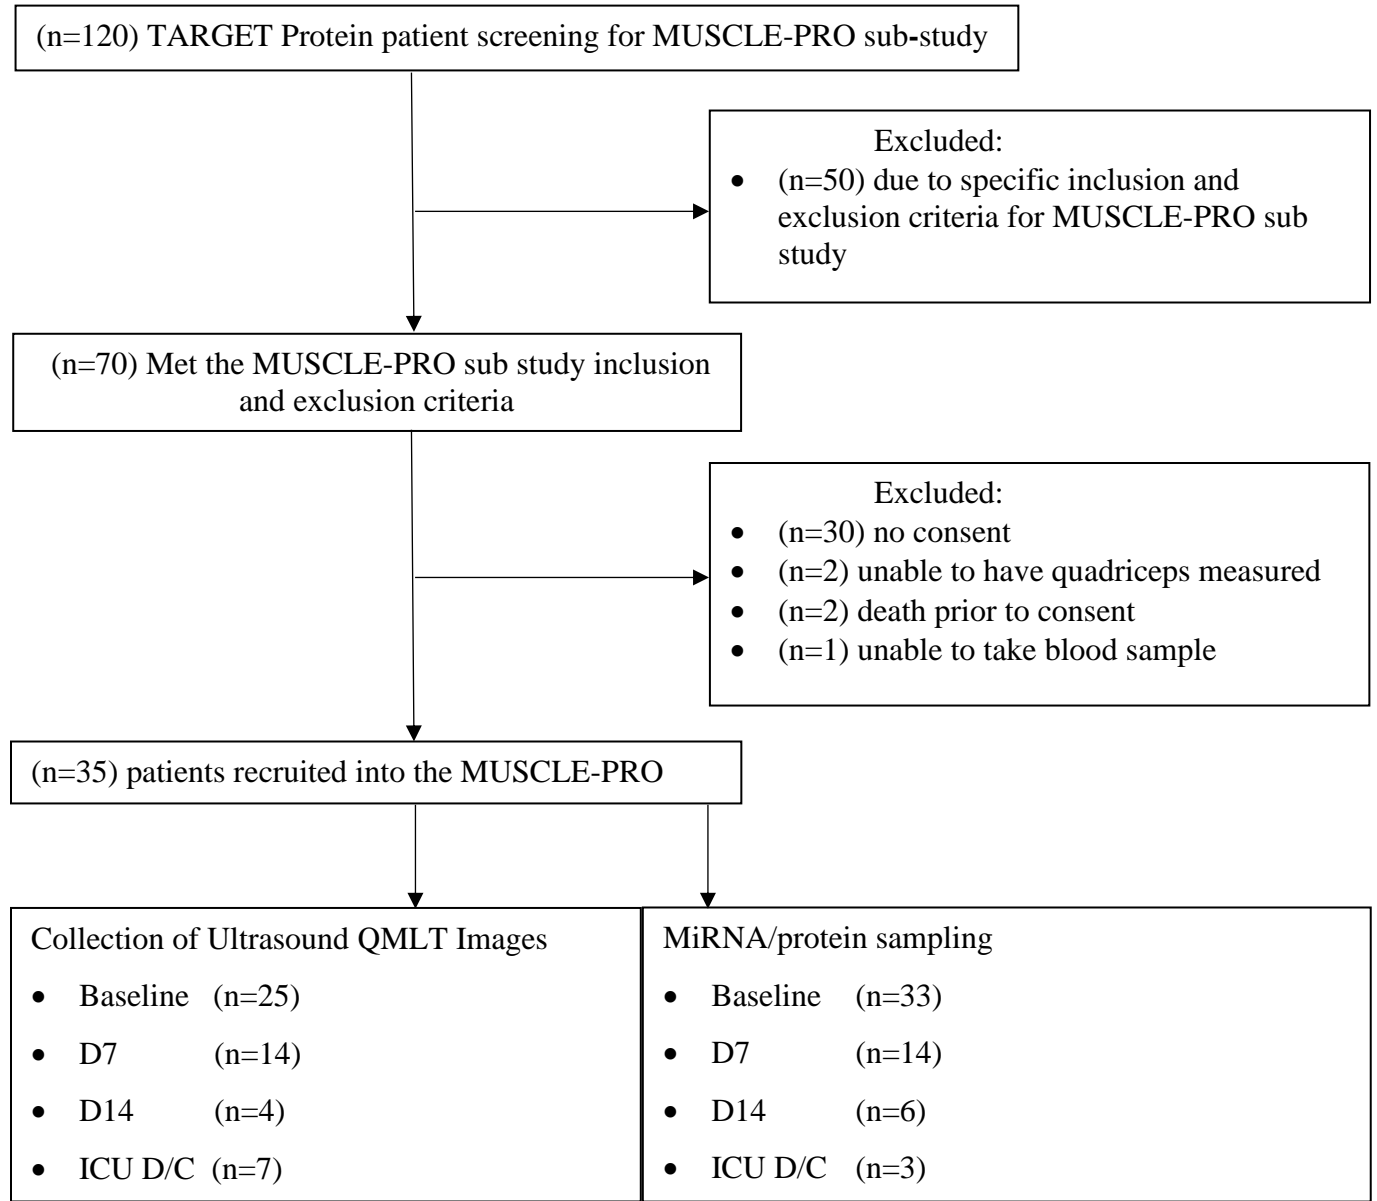 (n=120) TARGET Protein patient screening for MUSCLE-PRO sub-study
Excluded:
• (n=50) due to specific inclusion and
exclusion criteria for MUSCLE-PRO sub
study
(n=70) Met the MUSCLE-PRO sub study inclusion
and exclusion criteria
Excluded:
• (n=30) no consent
• (n=2) unable to have quadriceps measured
• (n=2) death prior to consent
• (n=1) unable to take blood sample
(n=35) patients recruited into the MUSCLE-PRO
Collection of Ultrasound QMLT Images
• Baseline (n=25)
• D7 (n=14)
• D14 (n=4)
• ICU D/C (n=7)
MiRNA/protein sampling
• Baseline (n=33)
• D7 (n=14)
• D14 (n=6)
• ICU D/C (n=3)